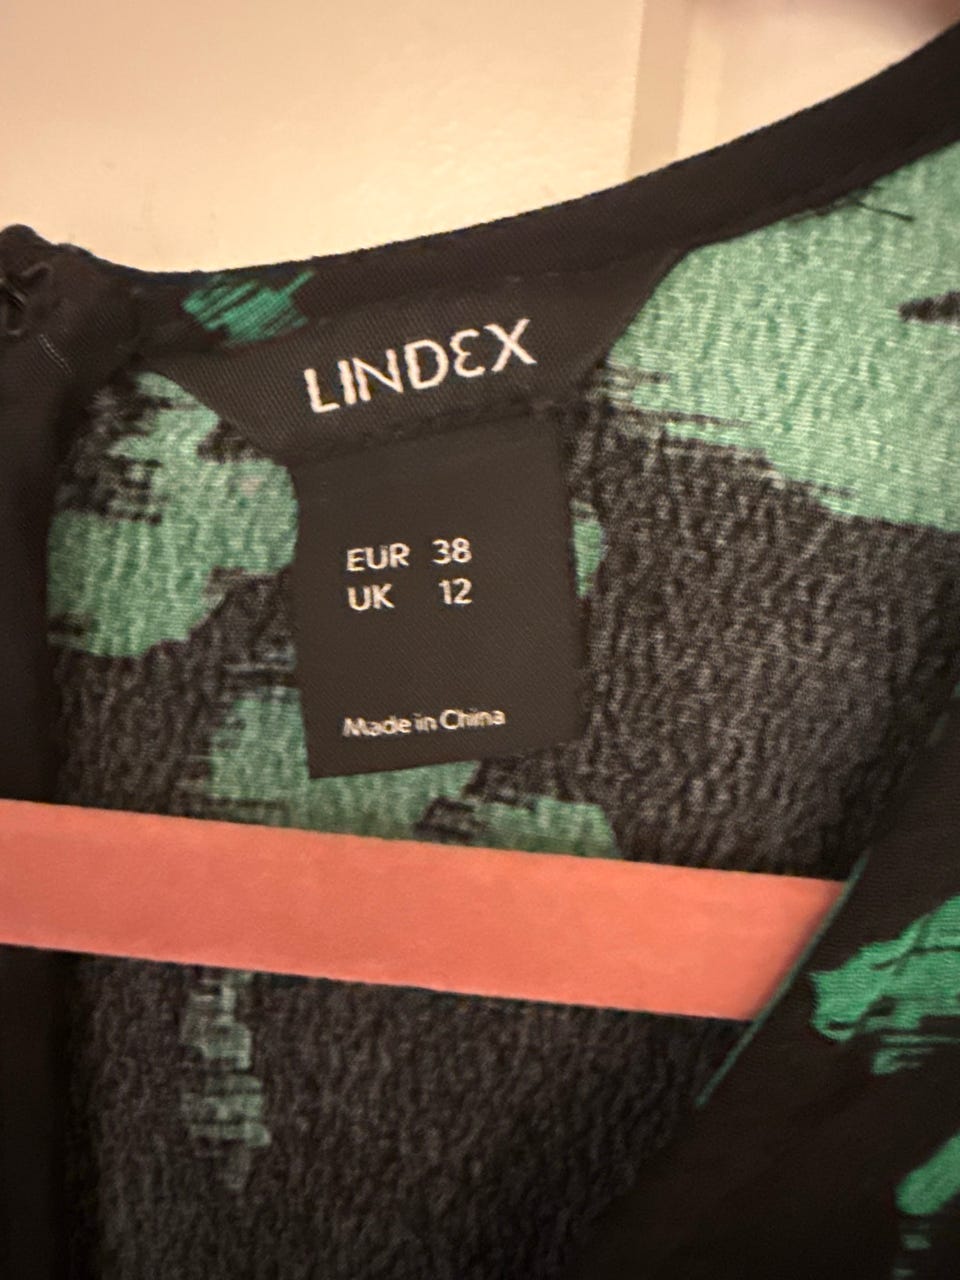 LINDEX
EUR 38
UK 12
Made in China